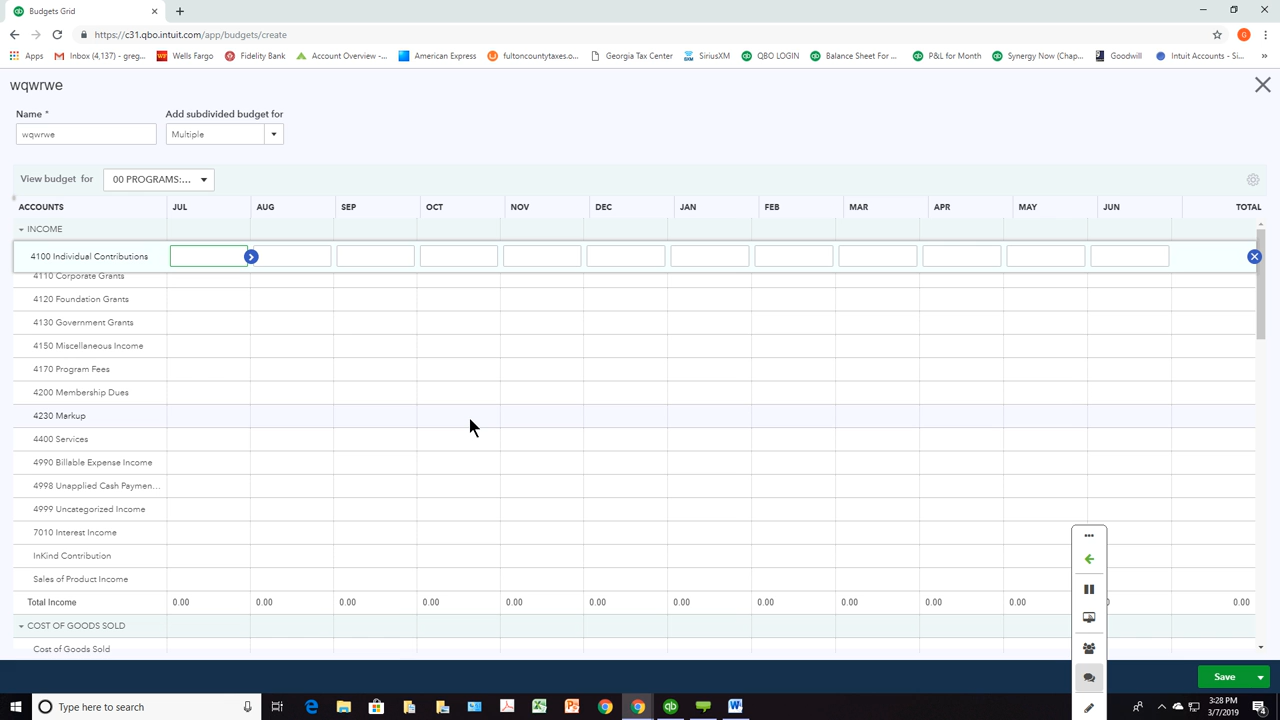 Budgets Grid
https://c31.qbo.intuit.com/app/budgets/create
Apps Inbox (4,137) - greg... Wells Fargo Fidelity Bank Account Overview -... American Express fultoncountytaxes.o... Georgia Tax Center SiriusXM QBO LOGIN Balance Sheet For ... P&L for Month Synergy Now (Chap... Goodwill Intuit Accounts - Si...
wqwrwe
Name * Add subdivided budget for
wqwrwe Multiple
View budget for 00 PROGRAMS:...
ACCOUNTS JUL AUG SEP OCT NOV DEC JAN FEB MAR APR MAY JUN TOTAL
INCOME
4100 Individual Contributions
4110 Corporate Grants
4120 Foundation Grants
4130 Government Grants
4150 Miscellaneous Income
4170 Program Fees
4200 Membership Dues
4230 Markup
4400 Services
4990 Billable Expense Income
4998 Unapplied Cash Paymen...
4999 Uncategorized Income
7010 Interest Income
InKind Contribution
Sales of Product Income
Total Income 0.00 0.00 0.00 0.00 0.00 0.00 0.00 0.00 0.00 0.00 0.00 0.00
COST OF GOODS SOLD
Cost of Goods Sold
Save
Type here to search
3:28 PM
3/7/2019